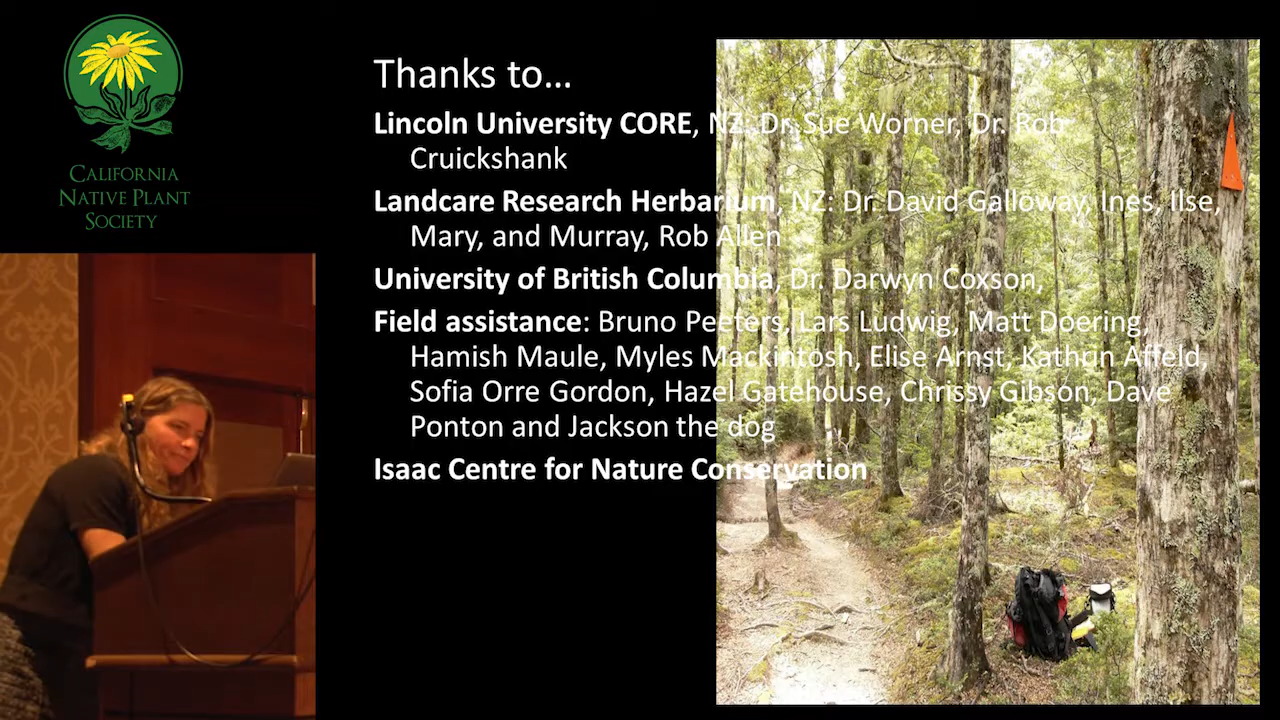 CALIFORNIA
NATIVE PLANT
SOCIETY
Thanks to...
Lincoln University CORE, NZ: Dr. Sue Worner, Dr. Rob
Cruickshank
Landcare Research Herbarium, NZ: Dr. David Galloway, Ines, Ilse,
Mary, and Murray, Rob Allen
University of British Columbia, Dr. Darwyn Coxson,
Field assistance: Bruno Peeters, Lars Ludwig, Matt Doering,
Hamish Maule, Myles Mackintosh, Elise Arnst, Kathrin Affeld,
Sofia Orre Gordon, Hazel Gatehouse, Chrissy Gibson, Dave
Ponton and Jackson the dog
Isaac Centre for Nature Conservation